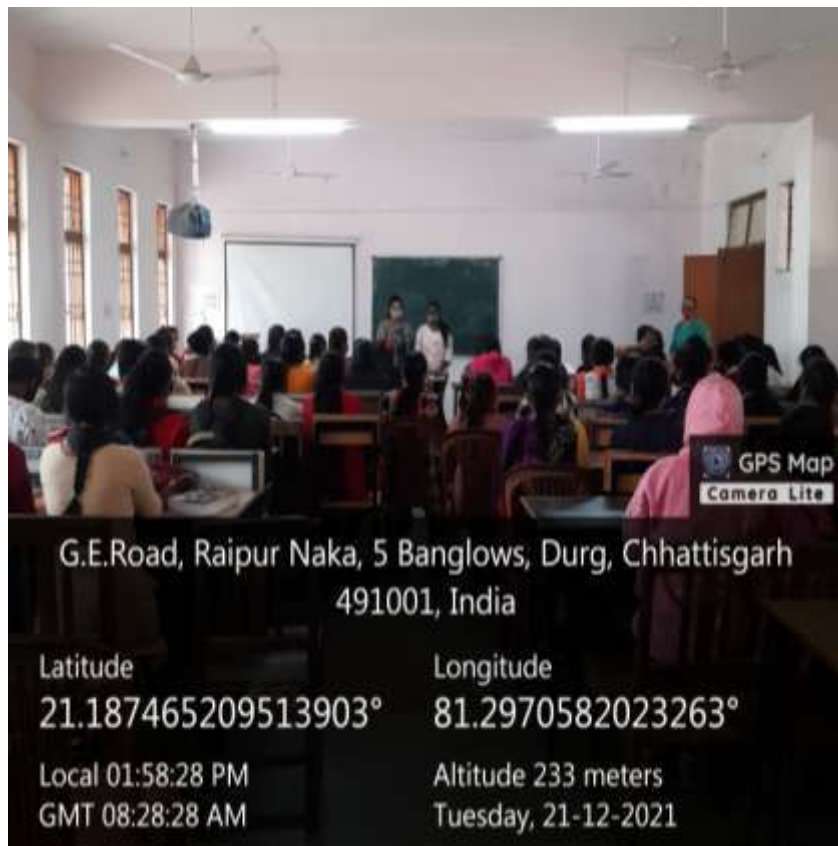 GPS Map
Camera Lite
G.E.Road, Raipur Naka, 5 Banglows, Durg, Chhattisgarh
491001, India
Latitude
21.187465209513903°
Longitude
81.2970582023263°
Local 01:58:28 PM
GMT 08:28:28 AM
Altitude 233 meters
Tuesday, 21-12-2021